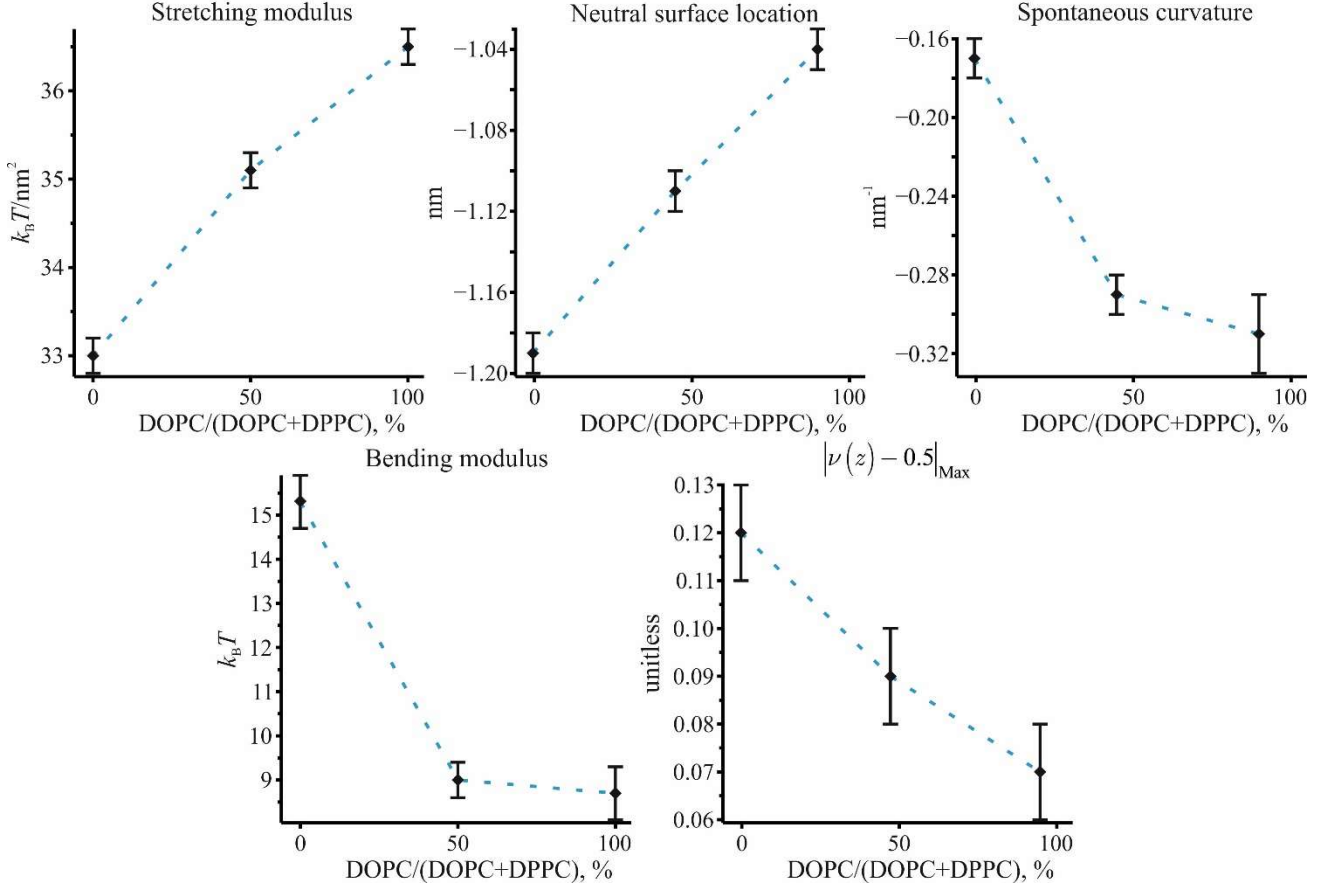 Stretching modulus
36
35
34
33
k_BT/nm²
0 50 100
DOPC/(DOPC+DPPC), %
Neutral surface location
−1.04
−1.08
−1.12
−1.16
−1.20
nm
0 50 100
DOPC/(DOPC+DPPC), %
Spontaneous curvature
−0.16
−0.20
−0.24
−0.28
−0.32
nm⁻¹
0 50 100
DOPC/(DOPC+DPPC), %
Bending modulus
15
14
13
12
11
10
9
k_BT
0 50 100
DOPC/(DOPC+DPPC), %
|ν(z) − 0.5|_Max
0.13
0.12
0.11
0.10
0.09
0.08
0.07
0.06
unitless
0 50 100
DOPC/(DOPC+DPPC), %